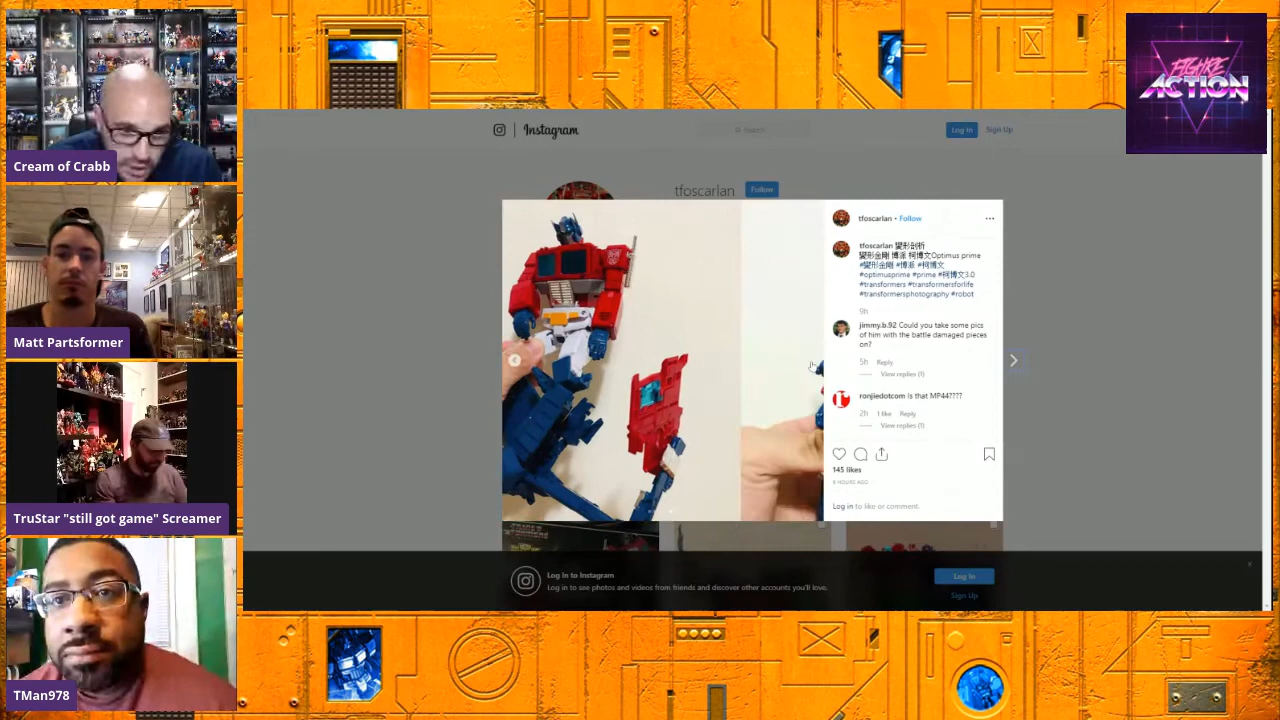 Cream of Crabb
Matt Partsformer
TruStar "still got game" Screamer
TMan978
FIGURE
ACTION
Instagram
Search
Log In
Sign Up
tfoscarlan
Follow
tfoscarlan • Follow
tfoscarlan 變形剖析
變形金剛 博派 柯博文Optimus prime
#變形金剛 #博派 #柯博文
#optimusprime #prime #柯博文3.0
#transformers #transformersforlife
#transformersphotography #robot
9h
jimmy.b.92 Could you take some pics
of him with the battle damaged pieces
on?
5h Reply
View replies (1)
ronjiedotcom Is that MP44????
2h 1 like Reply
View replies (1)
145 likes
9 HOURS AGO
Log in to like or comment.
Log In to Instagram
Log in to see photos and videos from friends and discover other accounts you'll love.
Log In
Sign Up